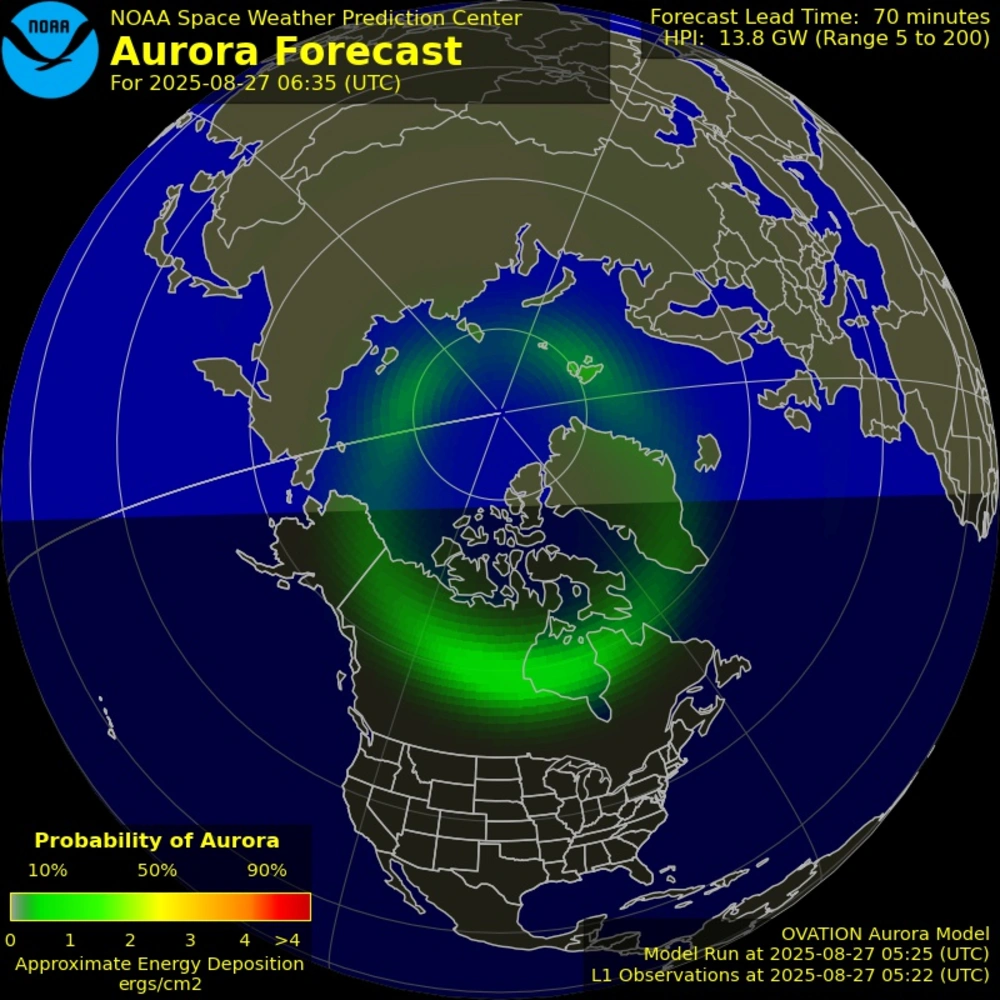 NOAA
NOAA Space Weather Prediction Center
Aurora Forecast
For 2025-08-27 06:35 (UTC)
Forecast Lead Time: 70 minutes
HPI: 13.8 GW (Range 5 to 200)
Probability of Aurora
10% 50% 90%
0 1 2 3 4 >4
Approximate Energy Deposition
ergs/cm2
OVATION Aurora Model
Model Run at 2025-08-27 05:25 (UTC)
L1 Observations at 2025-08-27 05:22 (UTC)